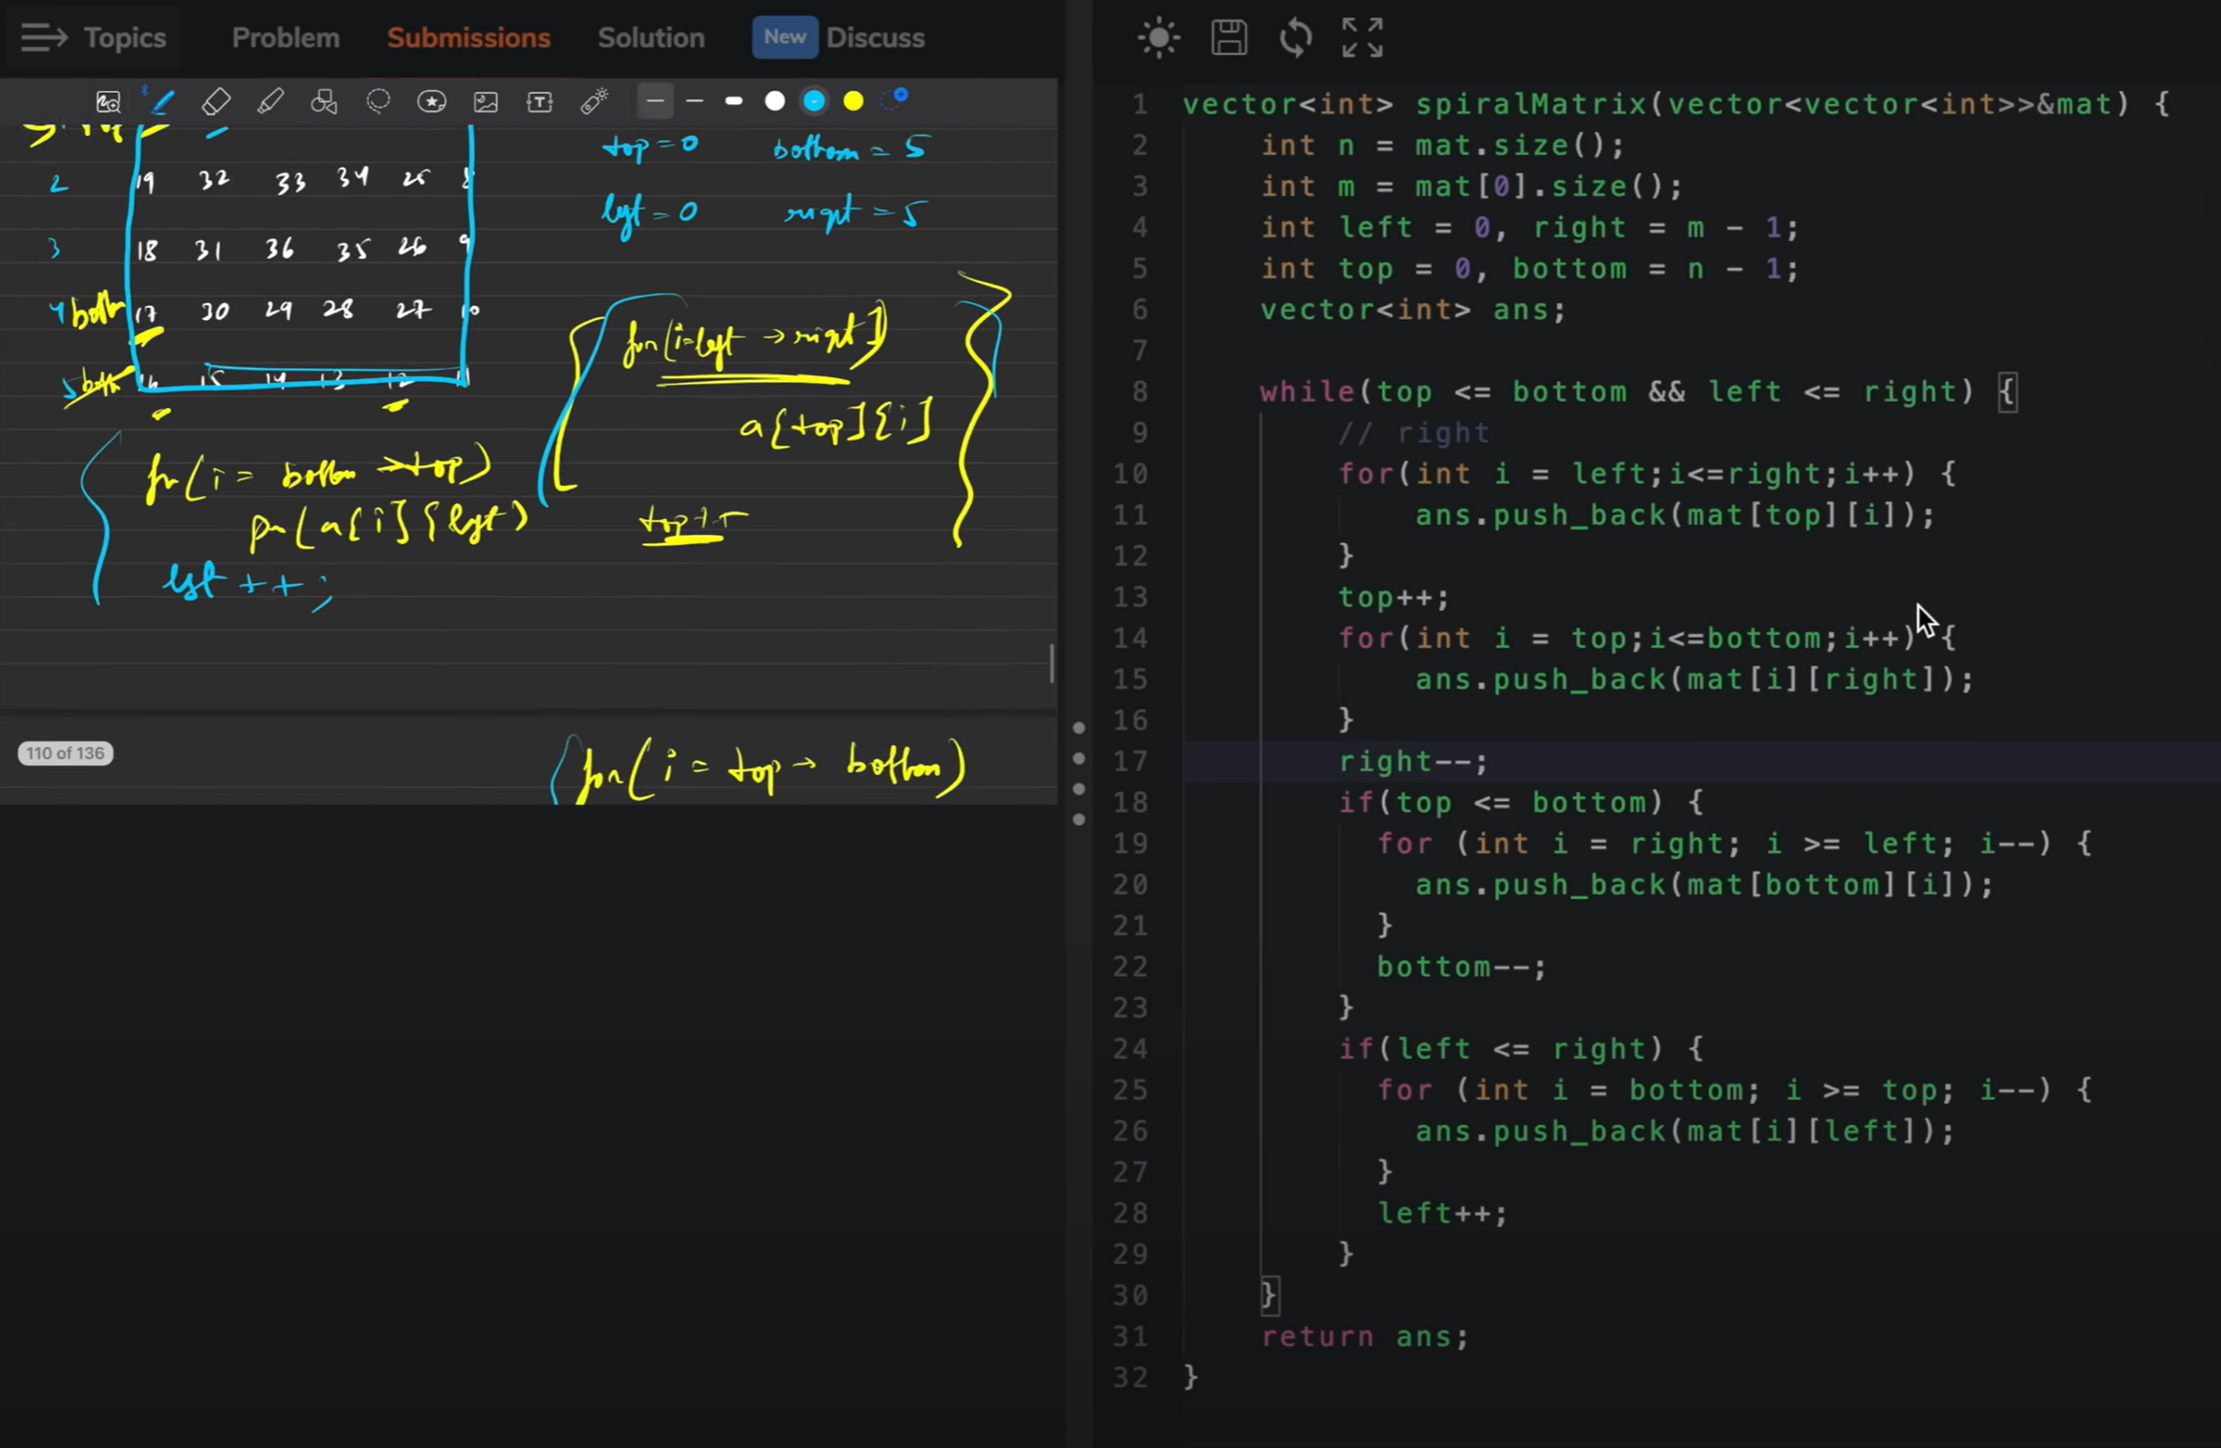 Topics Problem Submissions Solution New Discuss
top = 0 bottom = 5
2 19 32 33 34 25 8
left = 0 right = 5
3 18 31 36 35 26 9
4 bottom 17 30 29 28 27 10
for(i=left → right)
5 16 15 14 13 12 11
a[top][i]
for(i = bottom → top)
a[i][left)
top++
left ++;
110 of 136
for(i = top → bottom)
1 vector<int> spiralMatrix(vector<vector<int>>&mat) {
2 int n = mat.size();
3 int m = mat[0].size();
4 int left = 0, right = m - 1;
5 int top = 0, bottom = n - 1;
6 vector<int> ans;
7
8 while(top <= bottom && left <= right) {
9 // right
10 for(int i = left;i<=right;i++) {
11 ans.push_back(mat[top][i]);
12 }
13 top++;
14 for(int i = top;i<=bottom;i++) {
15 ans.push_back(mat[i][right]);
16 }
17 right--;
18 if(top <= bottom) {
19 for (int i = right; i >= left; i--) {
20 ans.push_back(mat[bottom][i]);
21 }
22 bottom--;
23 }
24 if(left <= right) {
25 for (int i = bottom; i >= top; i--) {
26 ans.push_back(mat[i][left]);
27 }
28 left++;
29 }
30 }
31 return ans;
32 }